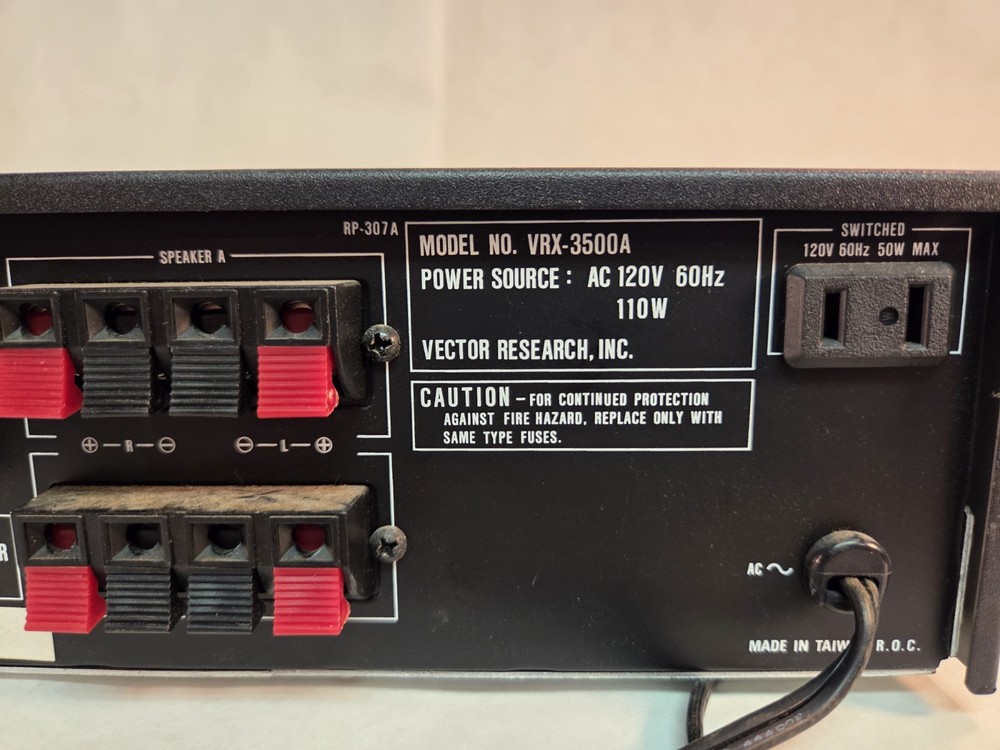 RP-307A
SPEAKER A
MODEL NO. VRX-3500A
POWER SOURCE : AC 120V 60Hz
110W
VECTOR RESEARCH, INC.
SWITCHED
120V 60Hz 50W MAX
CAUTION – FOR CONTINUED PROTECTION
AGAINST FIRE HAZARD, REPLACE ONLY WITH
SAME TYPE FUSES.
⊕ – R – ⊖ ⊖ – L – ⊕
R
AC ~
MADE IN R.O.C.